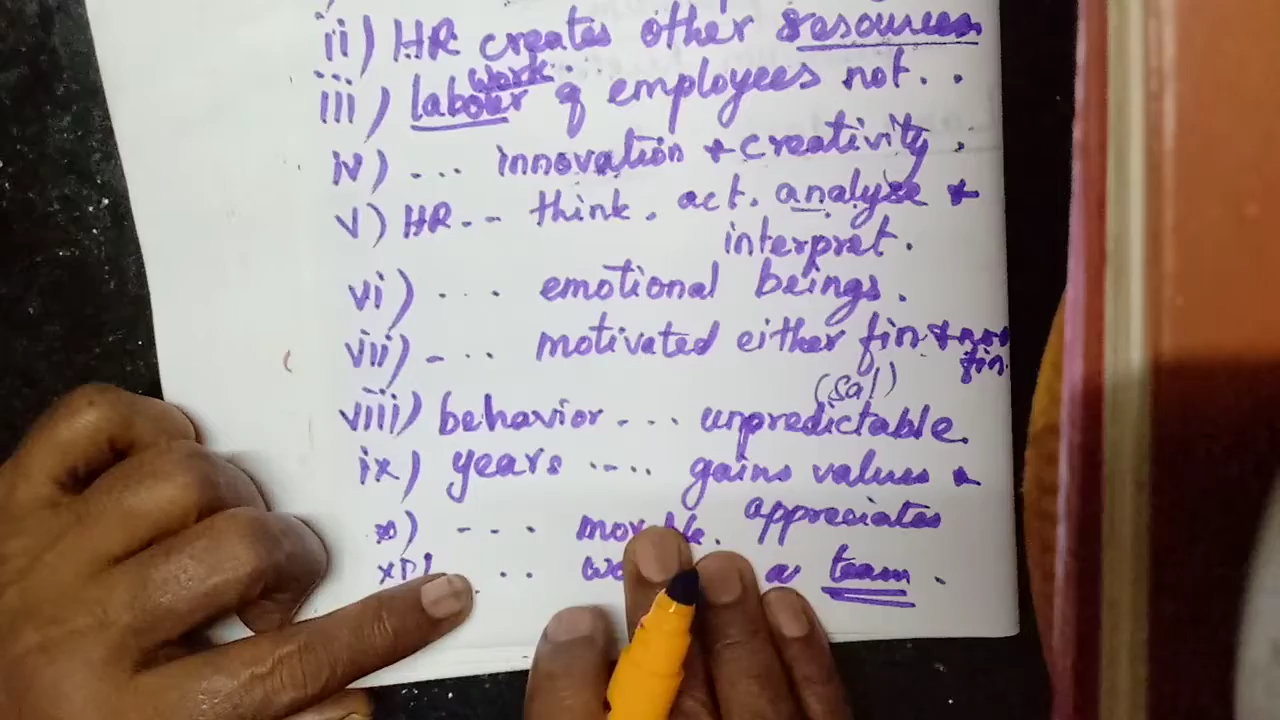 ii) HR creates other resources
work
iii) labour of employees not . .
iv) ... innovation + creativity .
v) HR. - - think . act . analyse +
interpret .
vi) . . . emotional beings .
vii) - . . . motivated either fin + non
fin.
(sal)
viii) behavior . . . . unpredictable.
ix) years ..... gains values +
appreciates
x) - - - movable.
xi) . . a team .